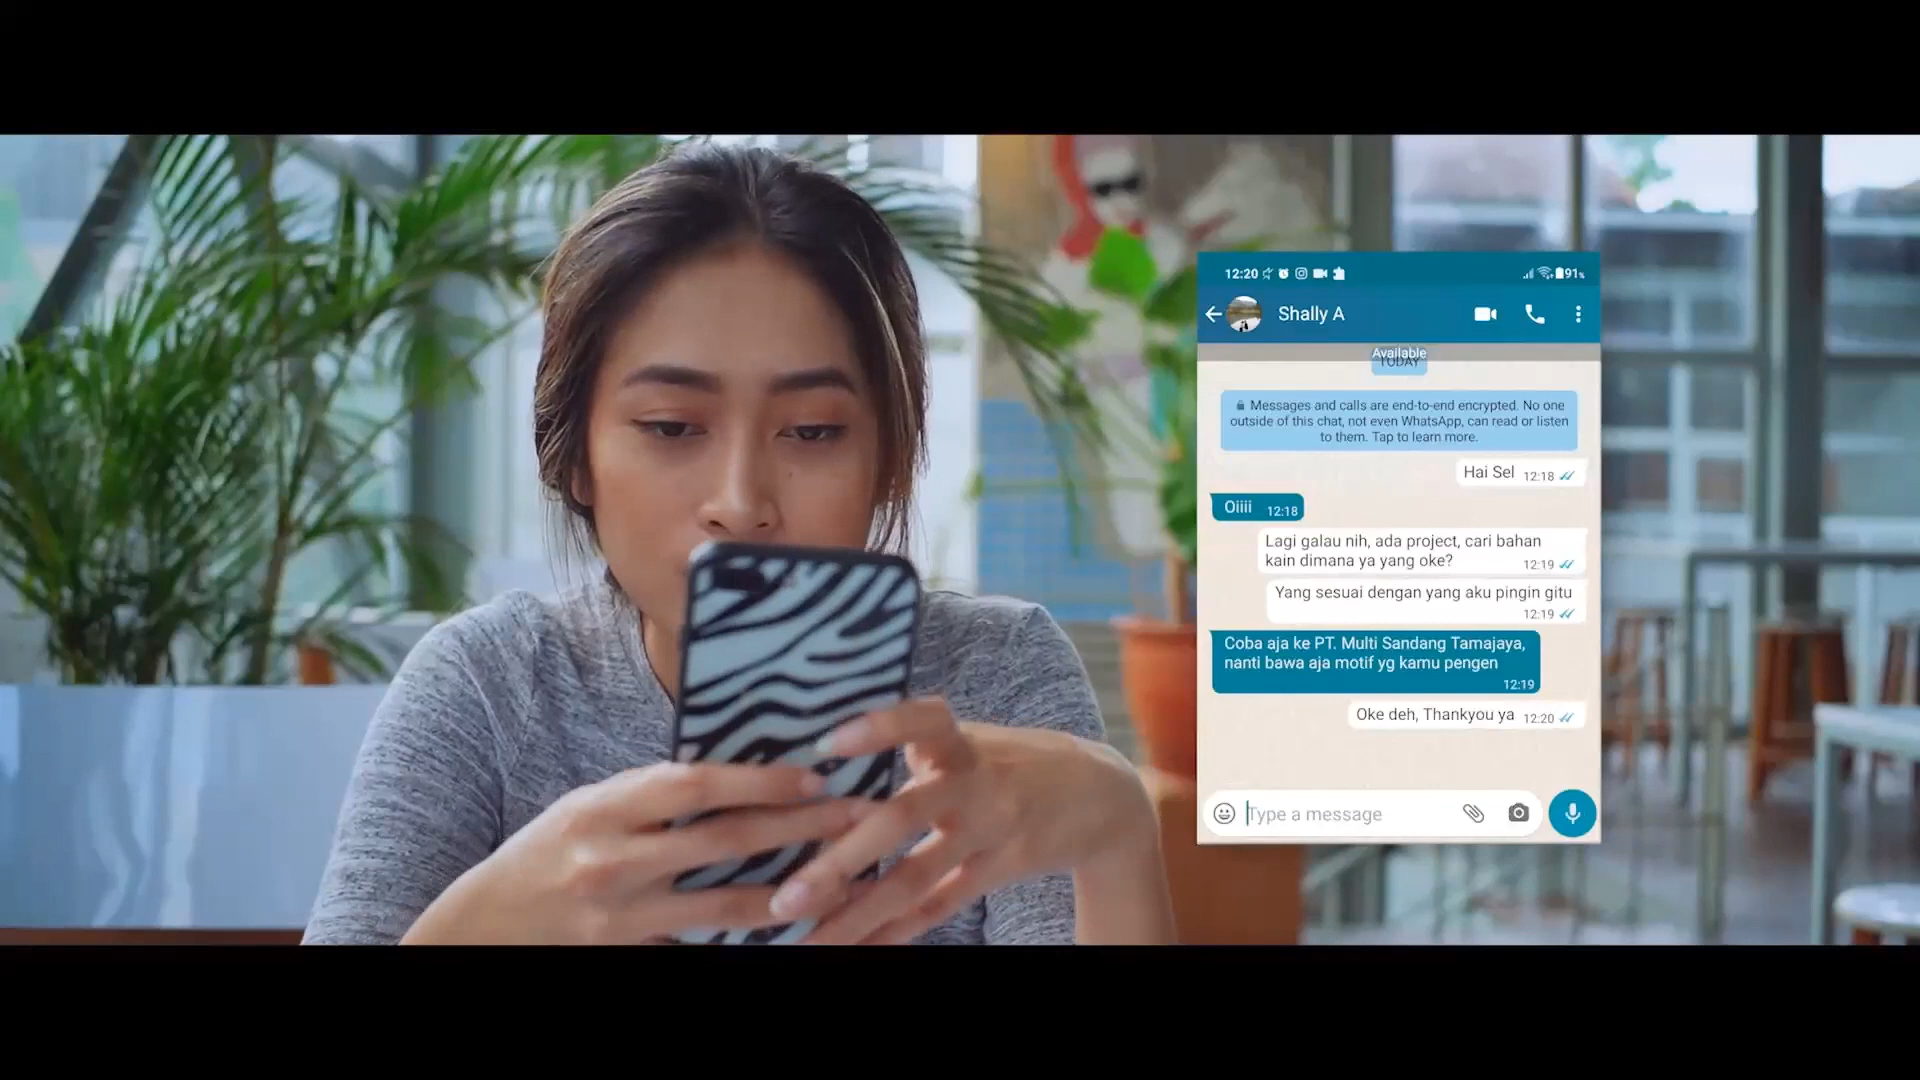 12:20
91%
Shally A
Available
TODAY
Messages and calls are end-to-end encrypted. No one
outside of this chat, not even WhatsApp, can read or listen
to them. Tap to learn more.
Hai Sel 12:18
Oiiii 12:18
Lagi galau nih, ada project, cari bahan
kain dimana ya yang oke?
12:19
Yang sesuai dengan yang aku pingin gitu
12:19
Coba aja ke PT. Multi Sandang Tamajaya,
nanti bawa aja motif yg kamu pengen
12:19
Oke deh, Thankyou ya 12:20
Type a message